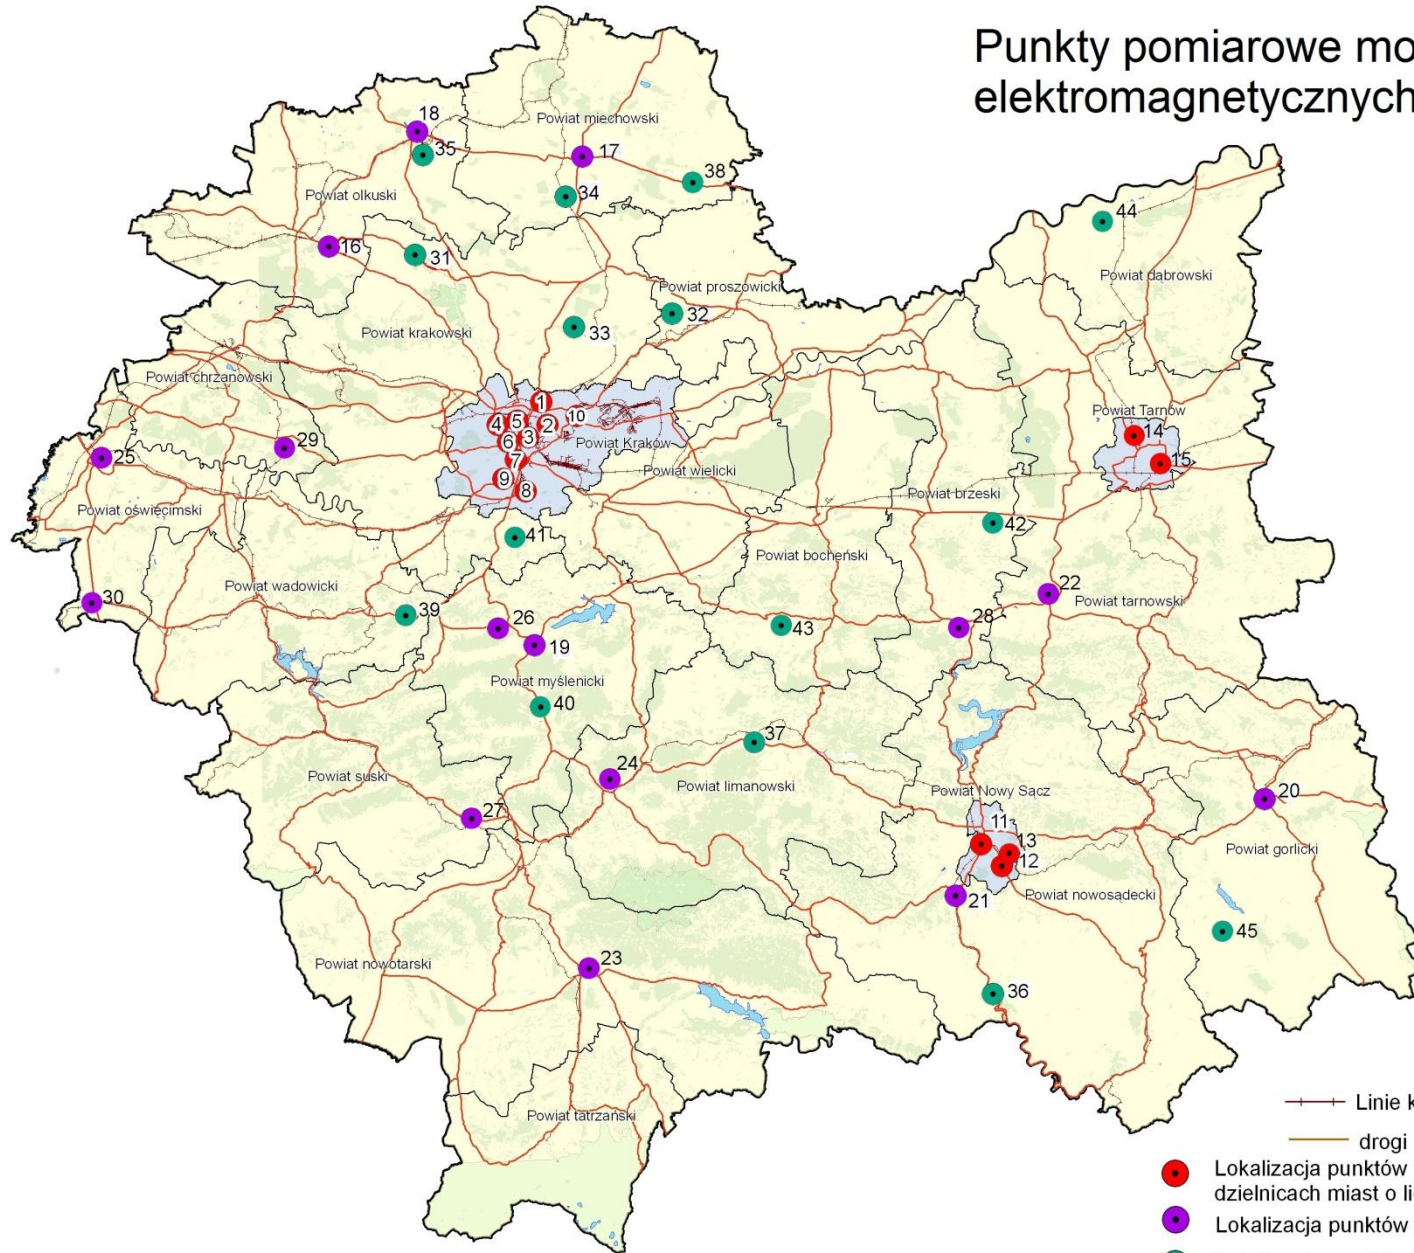 Punkty pomiarowe mo
elektromagnetycznych
18
Powiat miechowski
35
17
38
34
Powiat olkuski
44
16
31
Powiat dąbrowski
Powiat proszowicki
32
Powiat krakowski
33
Powiat chrzanowski
1
10
4
5
2
Powiat Tarnów
14
6
3
Powiat Kraków
29
25
7
Powiat wielicki
15
9
8
Powiat brzeski
Powiat oświęcimski
42
41
Powiat bocheński
Powiat wadowicki
22
30
Powiat tarnowski
39
26
43
28
19
Powiat myślenicki
40
37
24
Powiat suski
Powiat limanowski
Powiat Nowy Sącz
20
27
11
13
12
Powiat gorlicki
21
Powiat nowosądecki
45
23
Powiat nowotarski
36
Linie k
Powiat tatrzański
drogi
Lokalizacja punktów
dzielnicach miast o li
Lokalizacja punktów